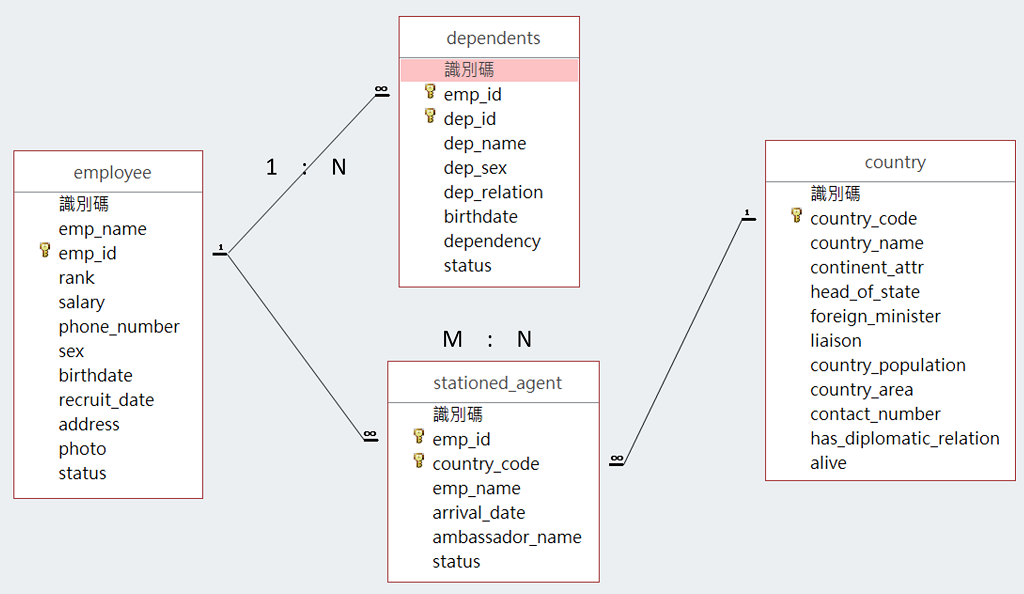 employee
識別碼
emp_name
emp_id
rank
salary
phone_number
sex
birthdate
recruit_date
address
photo
status
1
1 : N
∞
dependents
識別碼
emp_id
dep_id
dep_name
dep_sex
dep_relation
birthdate
dependency
status
M : N
∞
stationed_agent
識別碼
emp_id
country_code
emp_name
arrival_date
ambassador_name
status
∞
1
country
識別碼
country_code
country_name
continent_attr
head_of_state
foreign_minister
liaison
country_population
country_area
contact_number
has_diplomatic_relation
alive